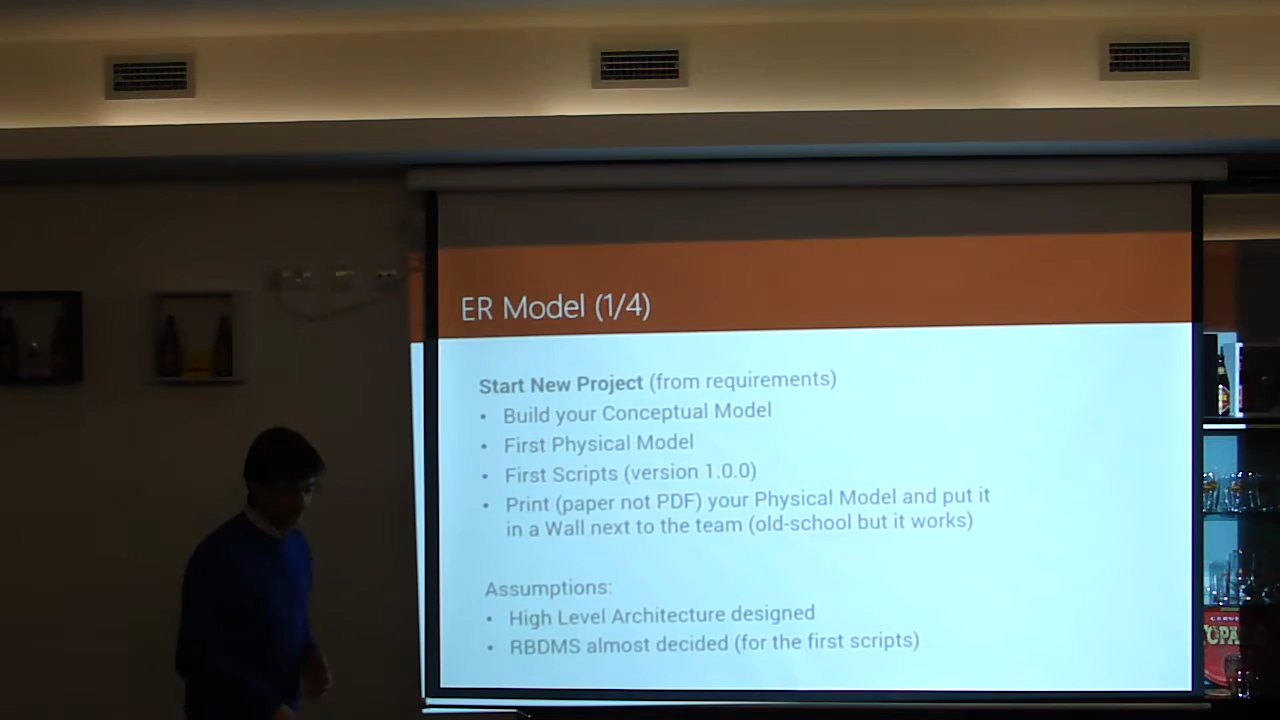 ER Model (1/4)
Start New Project (from requirements)
• Build your Conceptual Model
• First Physical Model
• First Scripts (version 1.0.0)
• Print (paper not PDF) your Physical Model and put it
in a Wall next to the team (old-school but it works)
Assumptions:
• High Level Architecture designed
• RBDMS almost decided (for the first scripts)